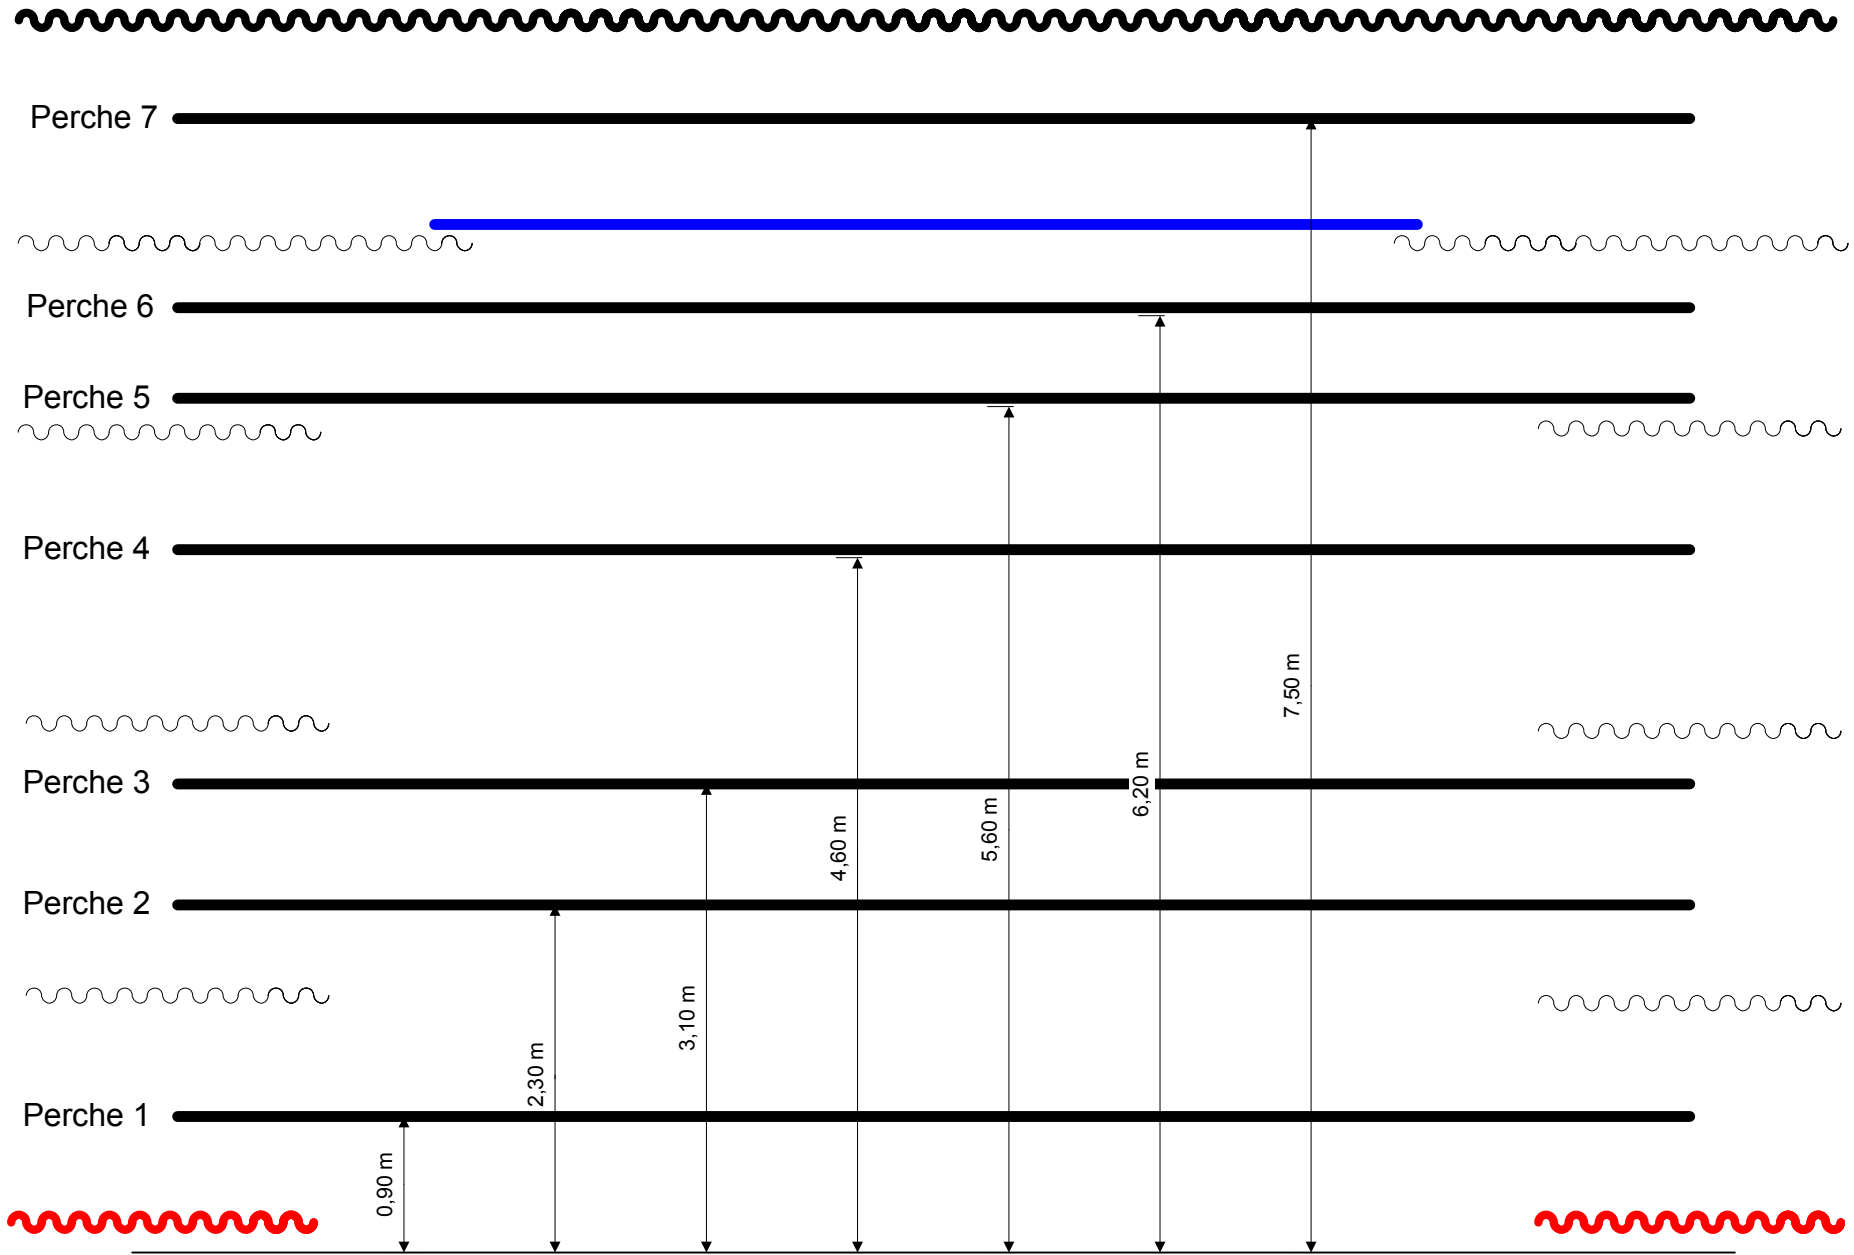 Perche 7
Perche 6
Perche 5
Perche 4
7,50 m
6,20 m
Perche 3
4,60 m
5,60 m
Perche 2
3,10 m
2,30 m
Perche 1
0,90 m